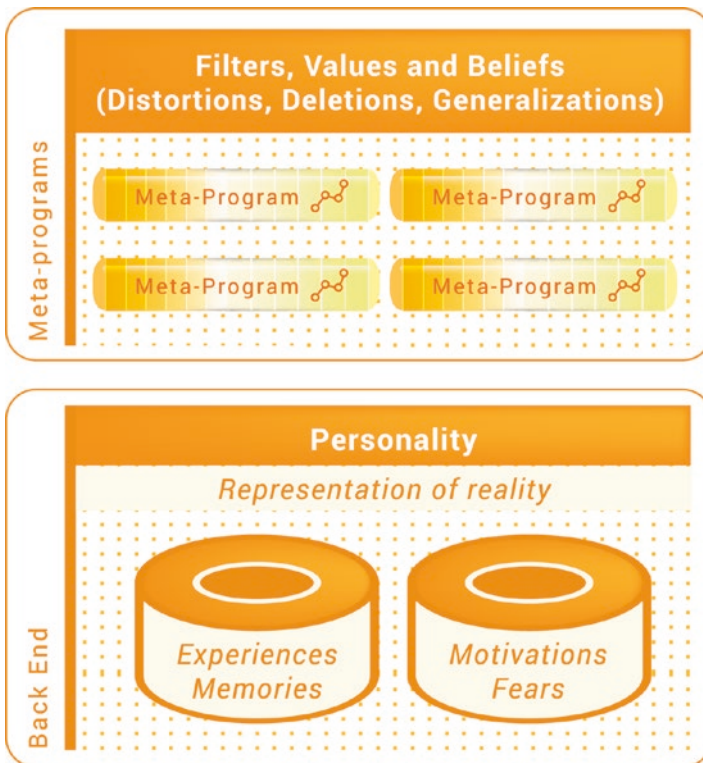 Meta-programs
Filters, Values and Beliefs
(Distortions, Deletions, Generalizations)
Meta-Program
Meta-Program
Meta-Program
Meta-Program
Back End
Personality
Representation of reality
Experiences
Memories
Motivations
Fears